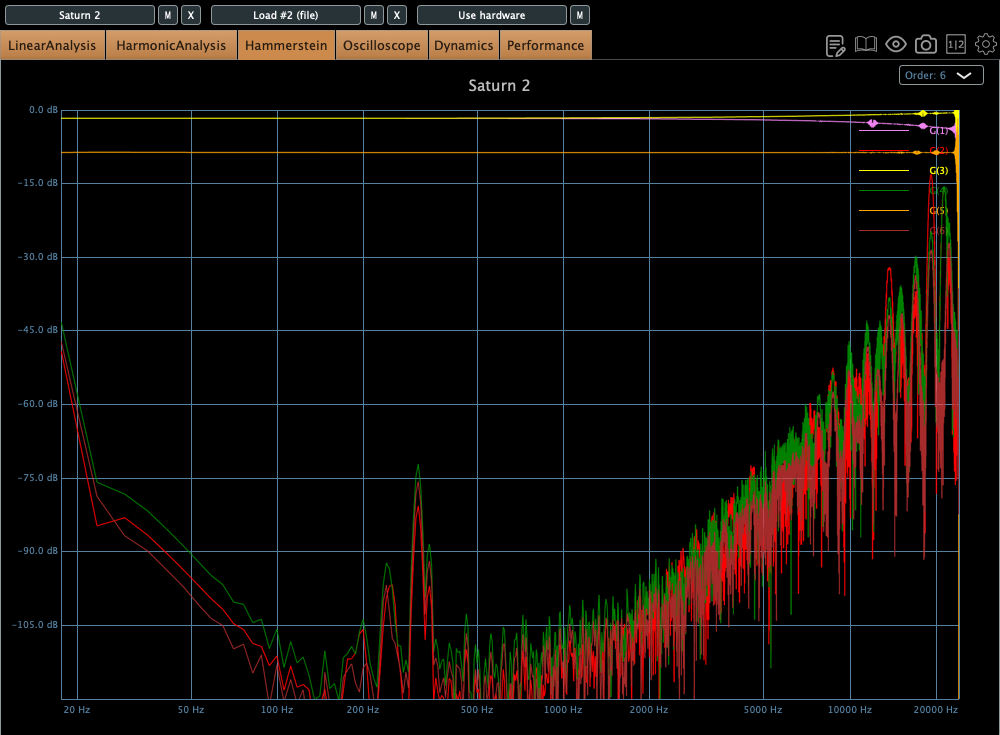 Saturn 2 M X Load #2 (file) M X Use hardware M
LinearAnalysis HarmonicAnalysis Hammerstein Oscilloscope Dynamics Performance
1|2
Saturn 2
Order: 6
0.0 dB
G(1)
G(2)
G(3)
-15.0 dB
G(4)
G(5)
G(6)
-30.0 dB
-45.0 dB
-60.0 dB
-75.0 dB
-90.0 dB
-105.0 dB
20 Hz 50 Hz 100 Hz 200 Hz 500 Hz 1000 Hz 2000 Hz 5000 Hz 10000 Hz 20000 Hz